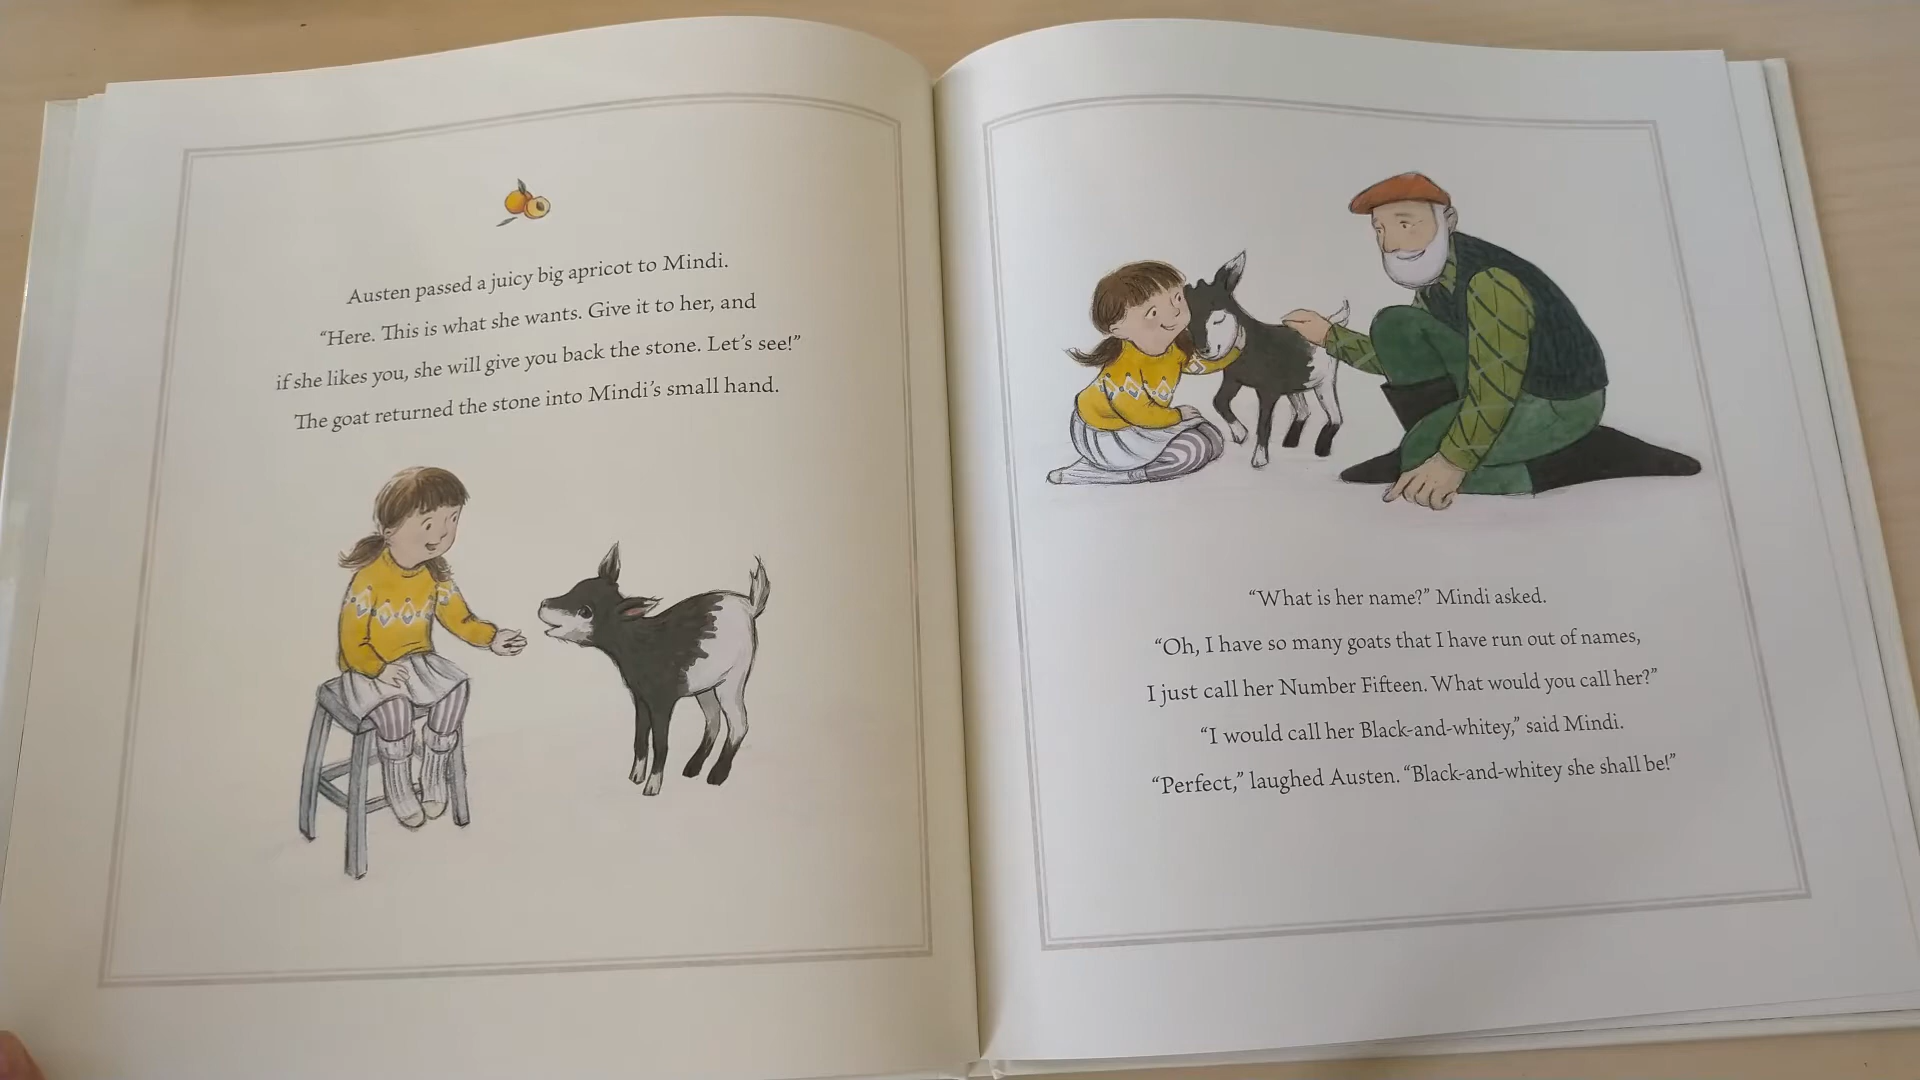 Austen passed a juicy big apricot to Mindi.
“Here. This is what she wants. Give it to her, and
if she likes you, she will give you back the stone. Let’s see!”
The goat returned the stone into Mindi’s small hand.
“What is her name?” Mindi asked.
“Oh, I have so many goats that I have run out of names,
I just call her Number Fifteen. What would you call her?”
“I would call her Black-and-whitey,” said Mindi.
“Perfect,” laughed Austen. “Black-and-whitey she shall be!”